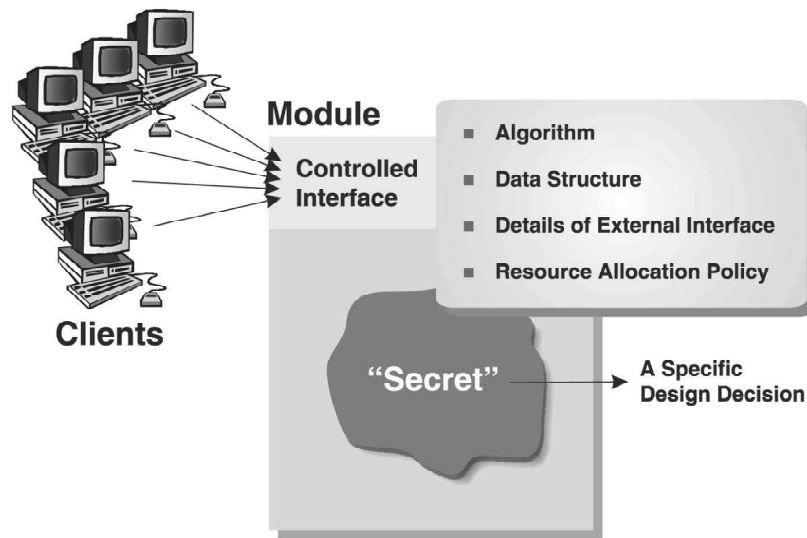 Module
Controlled
Interface
Algorithm
Data Structure
Details of External Interface
Resource Allocation Policy
Clients
“Secret”
A Specific
Design Decision